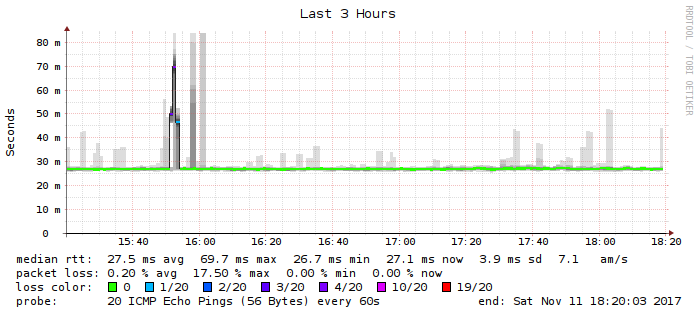 Last 3 Hours
RRDTOOL / TOBI OETIKER
Seconds
80 m
70 m
60 m
50 m
40 m
30 m
20 m
10 m
0
15:40 16:00 16:20 16:40 17:00 17:20 17:40 18:00 18:20
median rtt: 27.5 ms avg 69.7 ms max 26.7 ms min 27.1 ms now 3.9 ms sd 7.1 am/s
packet loss: 0.20 % avg 17.50 % max 0.00 % min 0.00 % now
loss color: 0 1/20 2/20 3/20 4/20 10/20 19/20
probe: 20 ICMP Echo Pings (56 Bytes) every 60s end: Sat Nov 11 18:20:03 2017